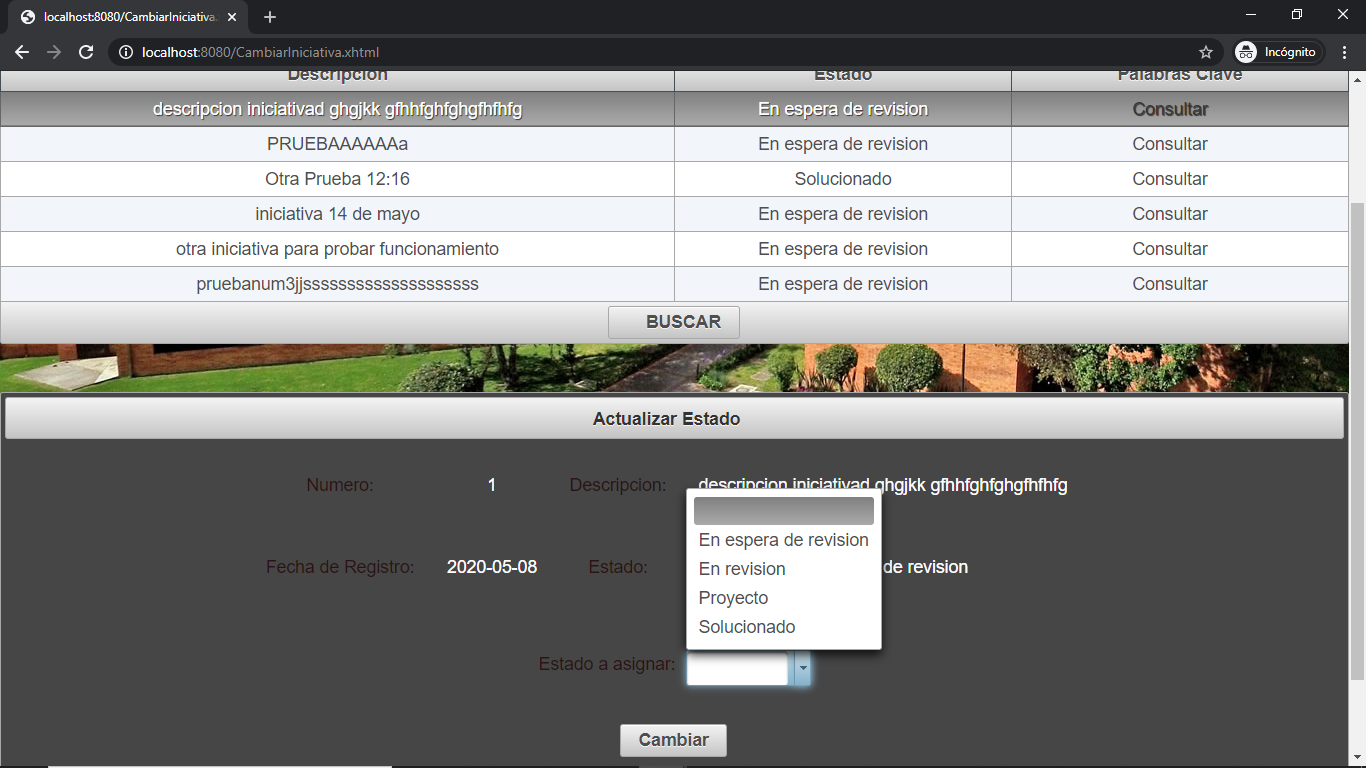 localhost:8080/CambiarIniciativa.
Incógnito
localhost:8080/CambiarIniciativa.xhtml
Descripcion Estado Palabras Clave
descripcion iniciativad ghgjkk gfhhfghfghgfhfhfg En espera de revision Consultar
PRUEBAAAAAAa En espera de revision Consultar
Otra Prueba 12:16 Solucionado Consultar
iniciativa 14 de mayo En espera de revision Consultar
otra iniciativa para probar funcionamiento En espera de revision Consultar
pruebanum3jjssssssssssssssssssss En espera de revision Consultar
BUSCAR
Actualizar Estado
Numero: 1 Descripcion: descripcion iniciativad ghgjkk gfhhfghfghgfhfhfg
En espera de revision
Fecha de Registro: 2020-05-08 Estado: de revision
En revision
Proyecto
Solucionado
Estado a asignar:
Cambiar